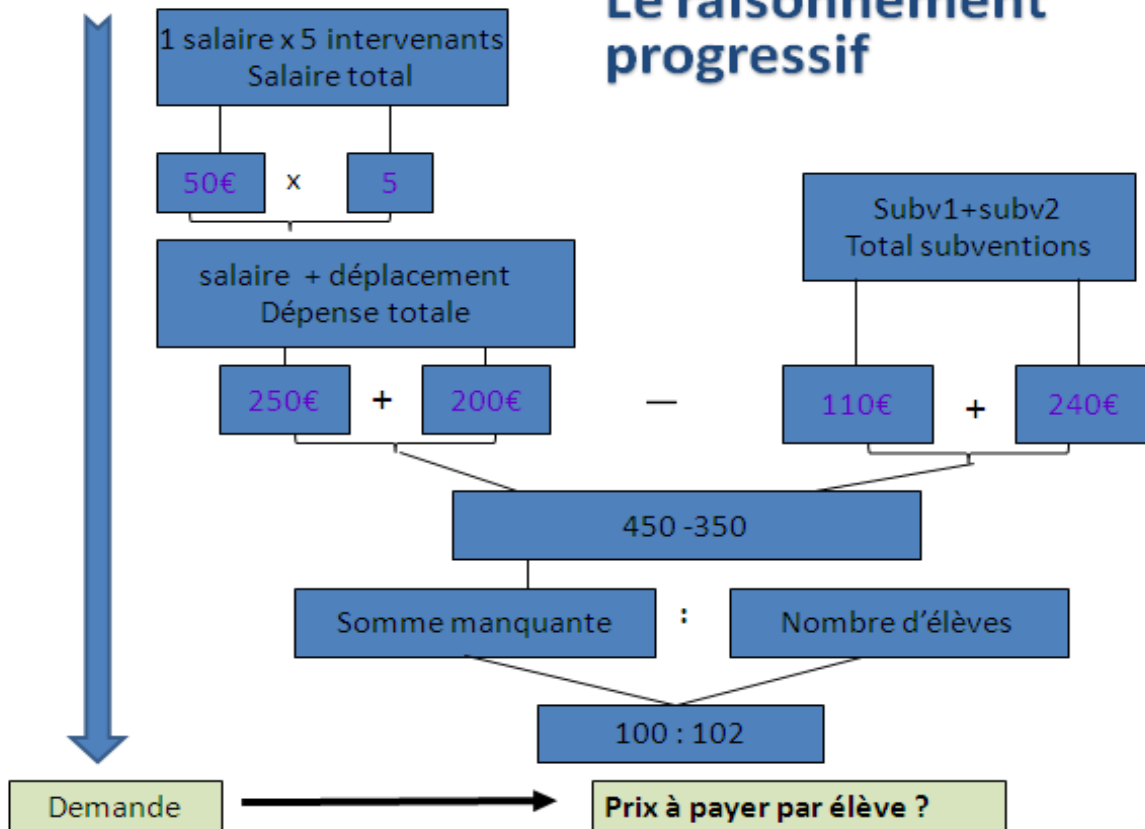 Le raisonnement
progressif
1 salaire x 5 intervenants
Salaire total
50€ x 5
Subv1+subv2
Total subventions
salaire + déplacement
Dépense totale
250€ + 200€ — 110€ + 240€
450 -350
Somme manquante : Nombre d'élèves
100 : 102
Demande
Prix à payer par élève ?